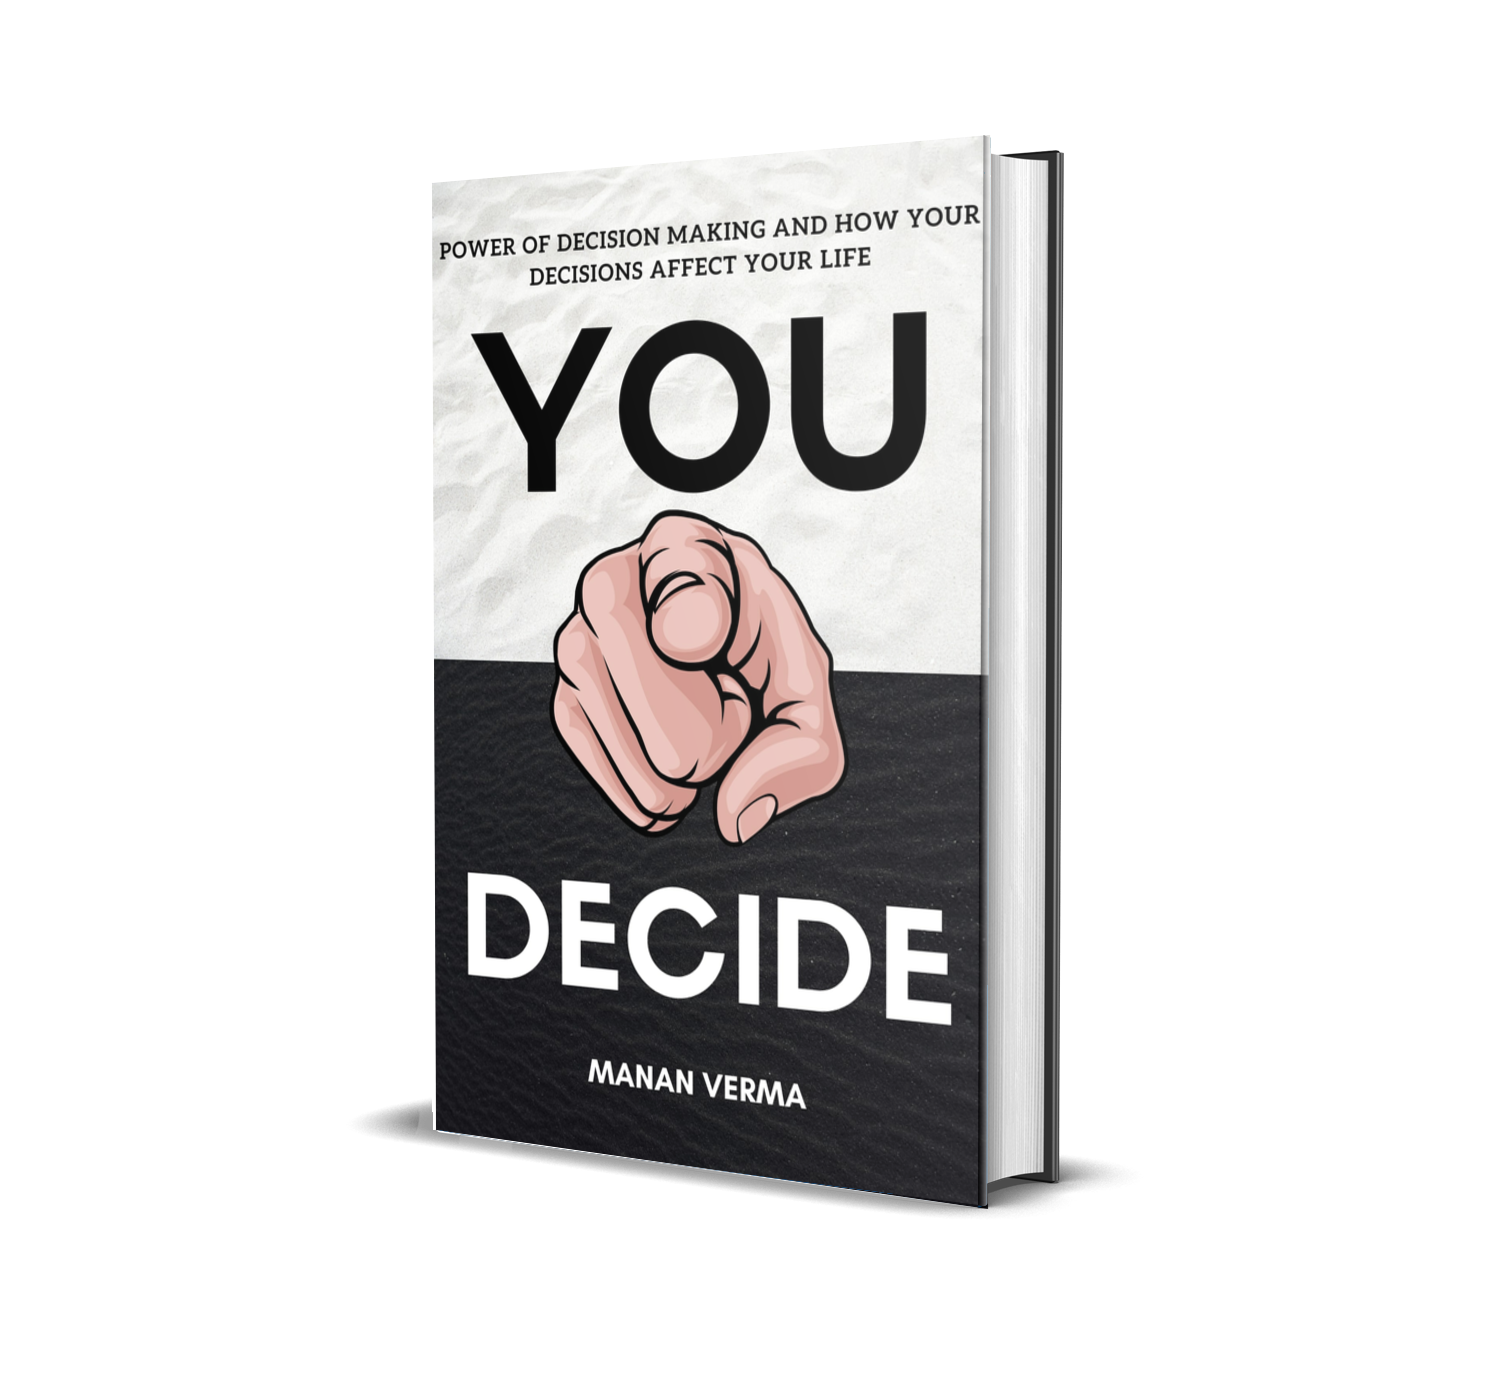 POWER OF DECISION MAKING AND HOW YOUR
DECISIONS AFFECT YOUR LIFE
YOU
DECIDE
MANAN VERMA